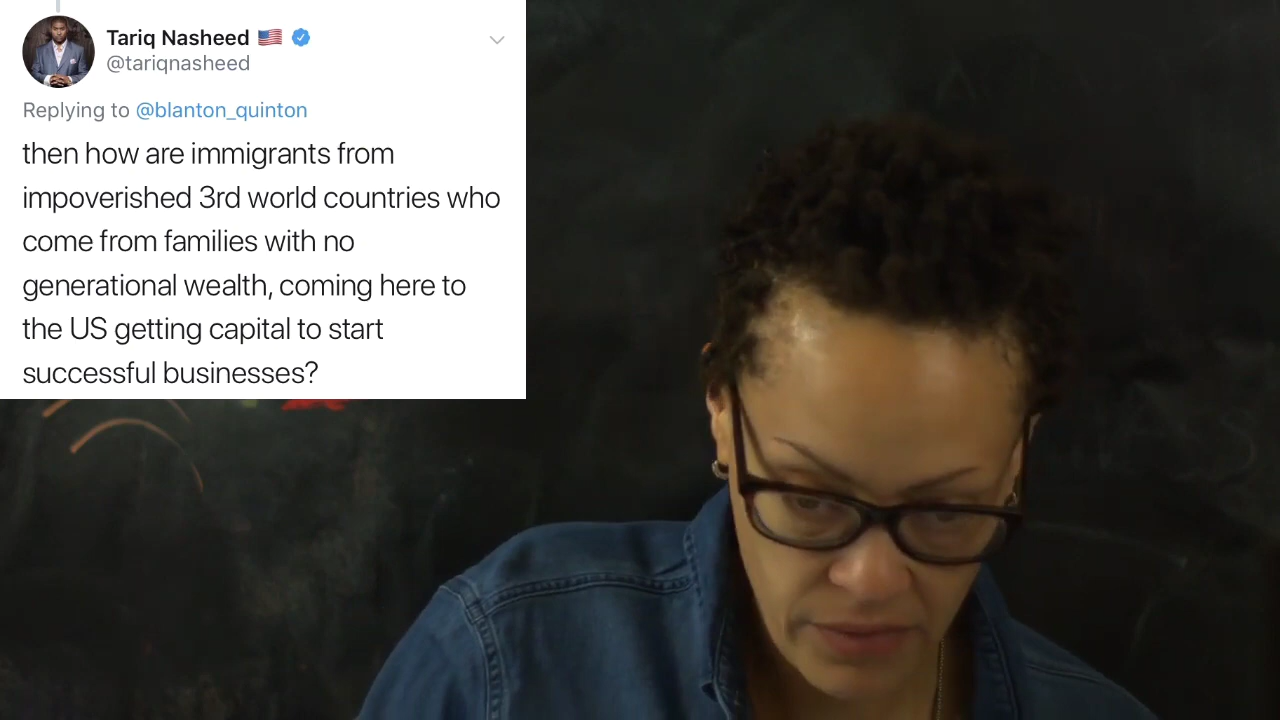 Tariq Nasheed 🇺🇸
@tariqnasheed
Replying to @blanton_quinton
then how are immigrants from
impoverished 3rd world countries who
come from families with no
generational wealth, coming here to
the US getting capital to start
successful businesses?